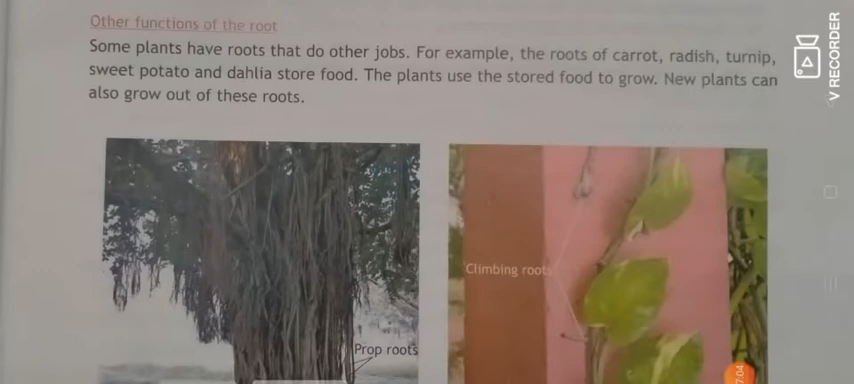 Other functions of the root
Some plants have roots that do other jobs. For example, the roots of carrot, radish, turnip,
sweet potato and dahlia store food. The plants use the stored food to grow. New plants can
also grow out of these roots.
Climbing roots
Prop roots
V RECORDER
7:04